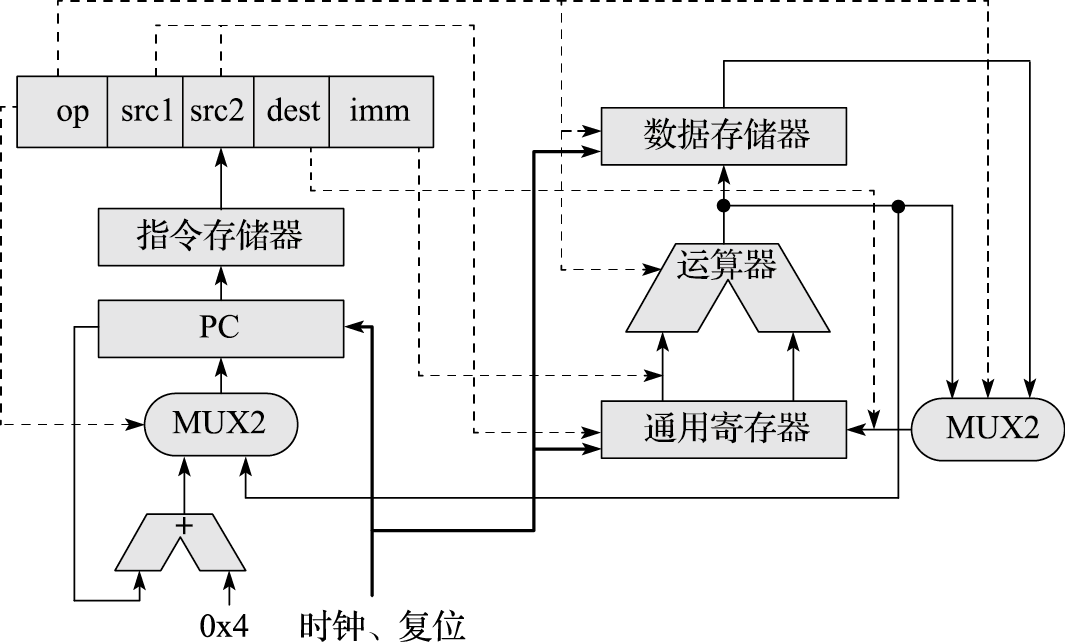 op src1 src2 dest imm
数据存储器
指令存储器
运算器
PC
MUX2
通用寄存器
MUX2
+
0x4
时钟、复位